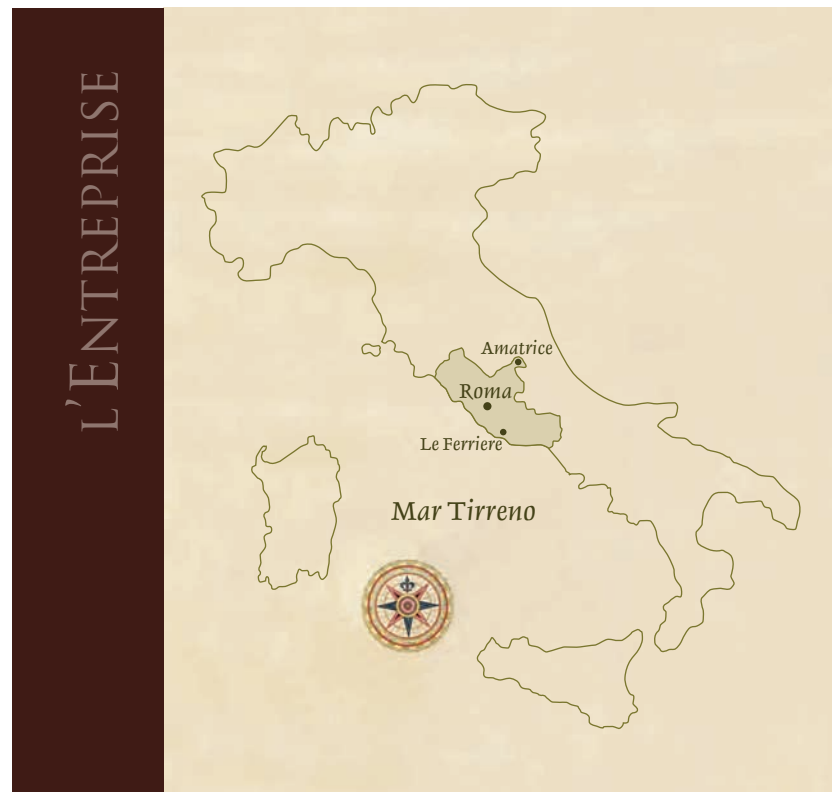 L'ENTREPRISE
Amatrice
Roma
Le Ferriere
Mar Tirreno